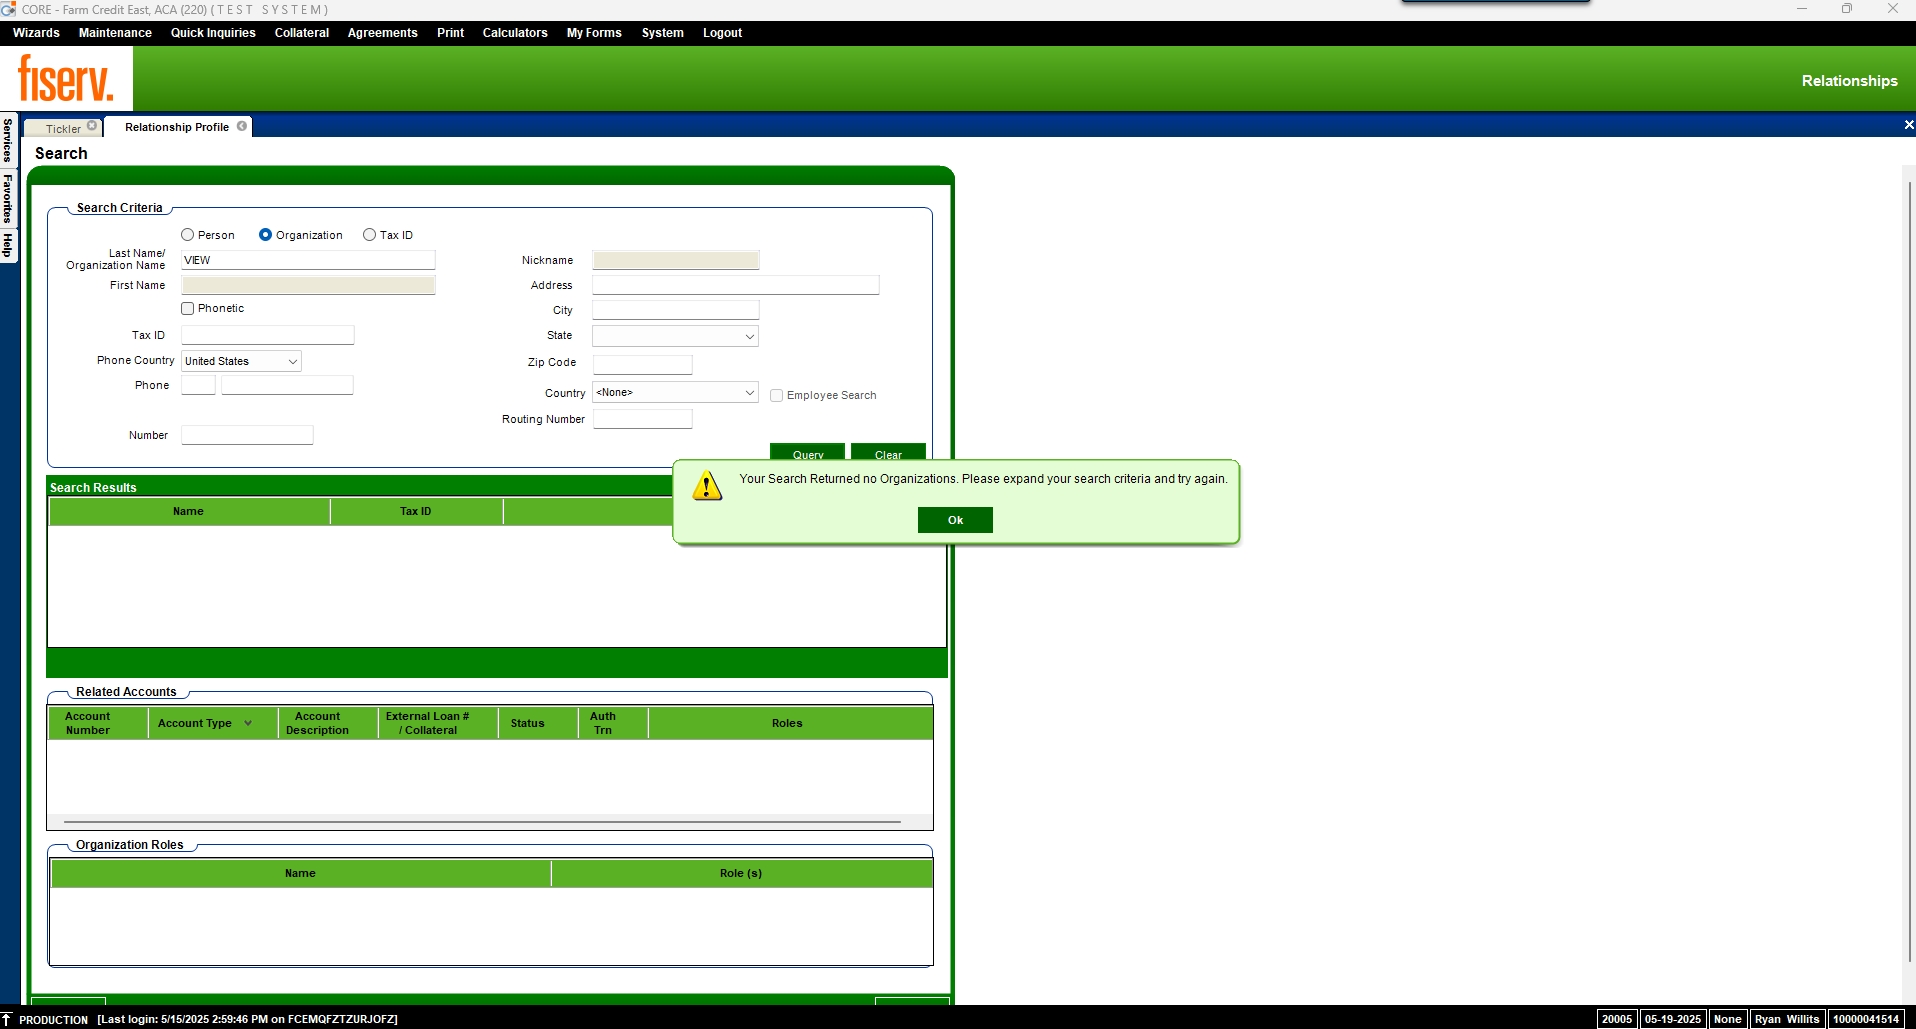 CORE - Farm Credit East, ACA (220) ( T E S T   S Y S T E M )
Wizards Maintenance Quick Inquiries Collateral Agreements Print Calculators My Forms System Logout
fiserv.
Relationships
Services
Favorites
Help
Tickler
Relationship Profile
Search
Search Criteria
Person Organization Tax ID
Last Name/
Organization Name VIEW
First Name
Phonetic
Tax ID
Phone Country United States
Phone
Number
Nickname
Address
City
State
Zip Code
Country <None> Employee Search
Routing Number
Query Clear
Your Search Returned no Organizations. Please expand your search criteria and try again.
Ok
Search Results
Name Tax ID
Related Accounts
Account Number
Account Type
Account Description
External Loan # / Collateral
Status
Auth Trn
Roles
Organization Roles
Name Role (s)
PRODUCTION [Last login: 5/15/2025 2:59:46 PM on FCEMQFZTZURJOFZ]
20005 05-19-2025 None Ryan Willits 10000041514